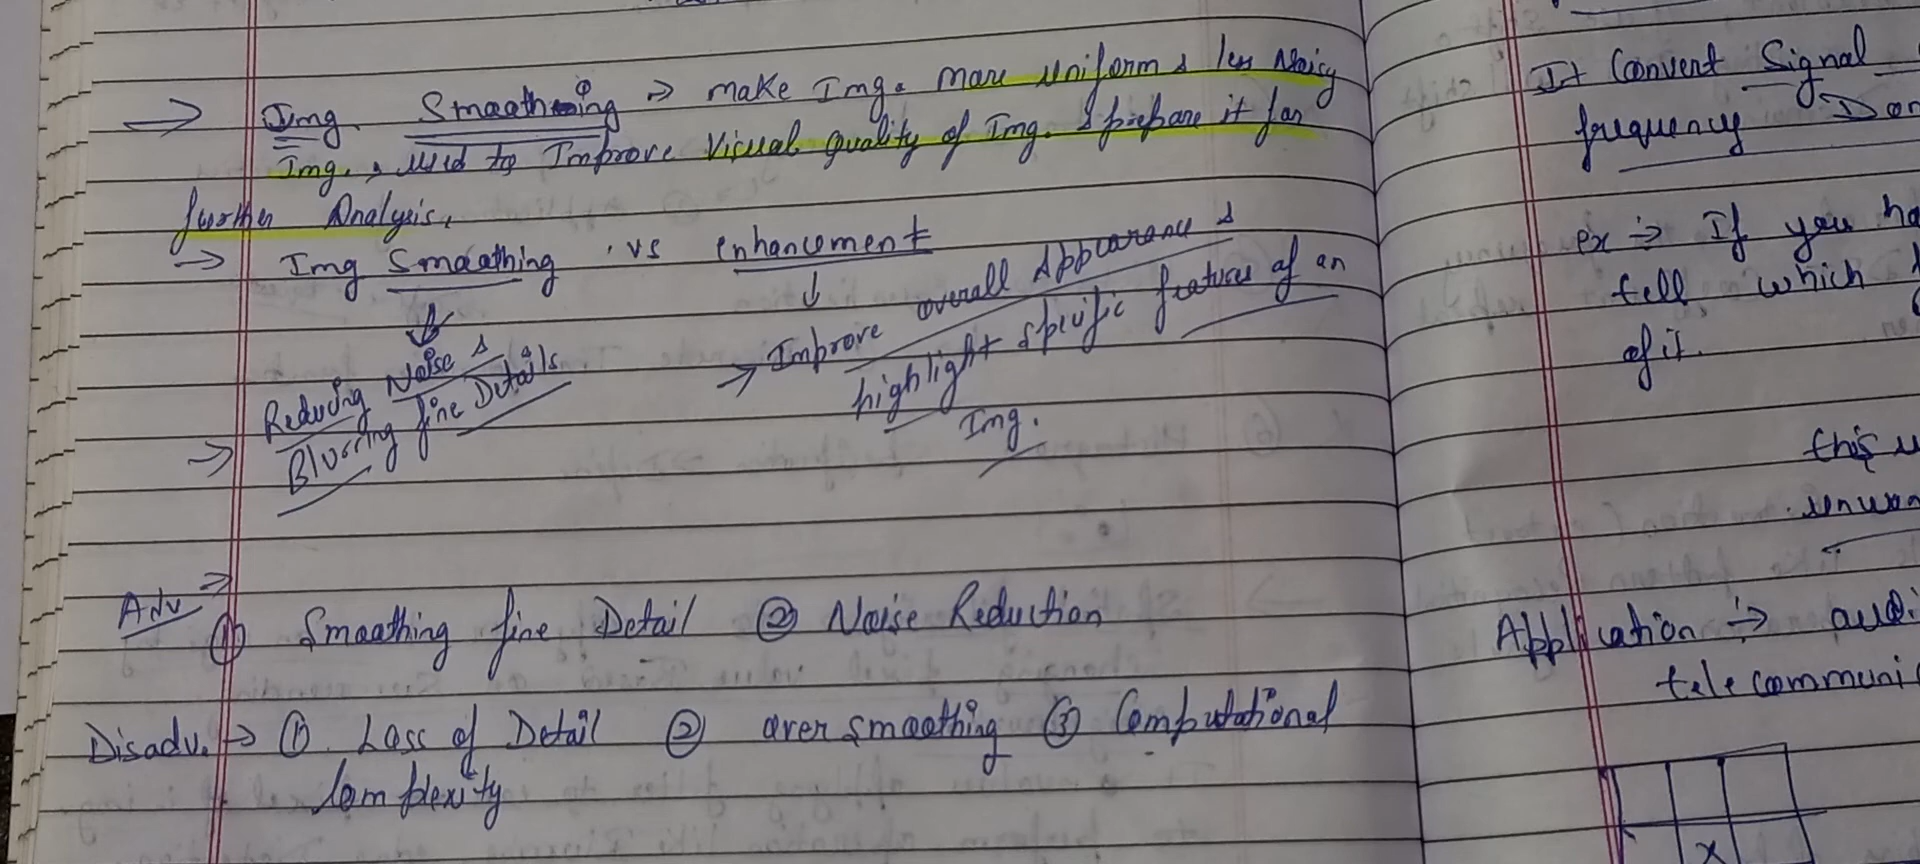 → Img Smoothing ⇒ make Img. more uniform & less Noisy
Img., used to Improve Visual quality of Img. & prepare it for
further Analysis.
→ Img Smoothing vs enhancement
↓ ↓
Reducing Noise &
→ Blurring fine Details
→ Improve overall Appearance &
highlight specific features of an
Img.
Adv →
① Smoothing fine Detail ② Noise Reduction
Disadv. → ① Loss of Detail ② over smoothing ③ Computational
Complexity
It Convert Signal
frequency
ex → If you
tell which
of it.
this
Application →